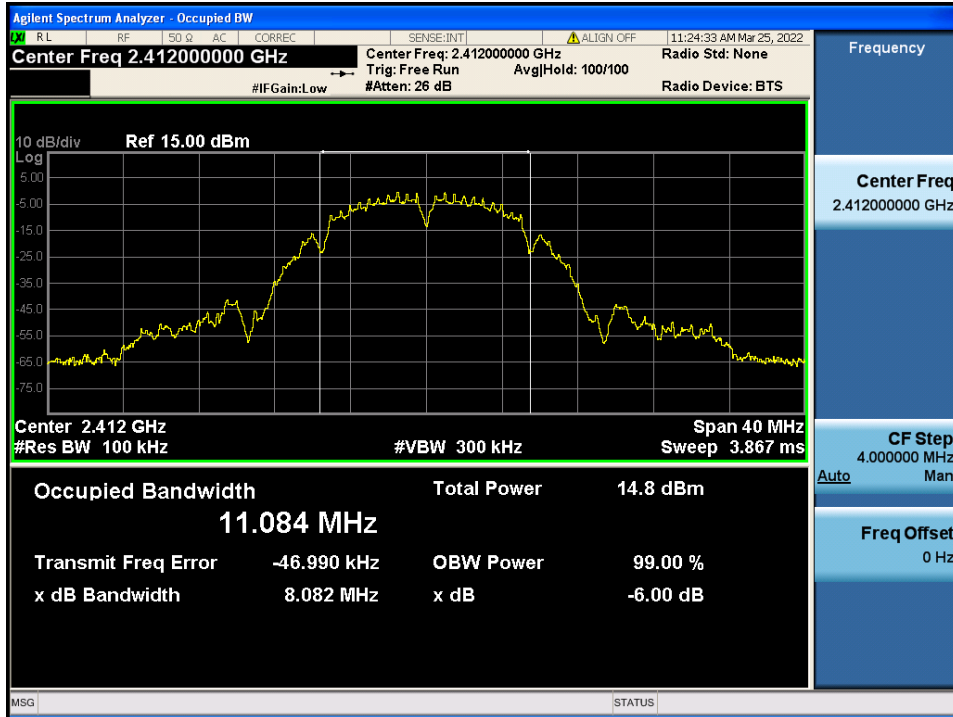 Agilent Spectrum Analyzer - Occupied BW
LXI RL RF 50 Ω AC CORREC SENSE:INT ALIGN OFF 11:24:33 AM Mar 25, 2022
Center Freq 2.412000000 GHz
Center Freq: 2.412000000 GHz Radio Std: None
Trig: Free Run Avg|Hold: 100/100
#IFGain:Low #Atten: 26 dB Radio Device: BTS
10 dB/div Ref 15.00 dBm
Log
5.00
-5.00
-15.0
-25.0
-35.0
-45.0
-55.0
-65.0
-75.0
Center 2.412 GHz Span 40 MHz
#Res BW 100 kHz #VBW 300 kHz Sweep 3.867 ms
Occupied Bandwidth Total Power 14.8 dBm
11.084 MHz
Transmit Freq Error -46.990 kHz OBW Power 99.00 %
x dB Bandwidth 8.082 MHz x dB -6.00 dB
MSG STATUS
Frequency
Center Freq
2.412000000 GHz
CF Step
4.000000 MHz
Auto Man
Freq Offset
0 Hz